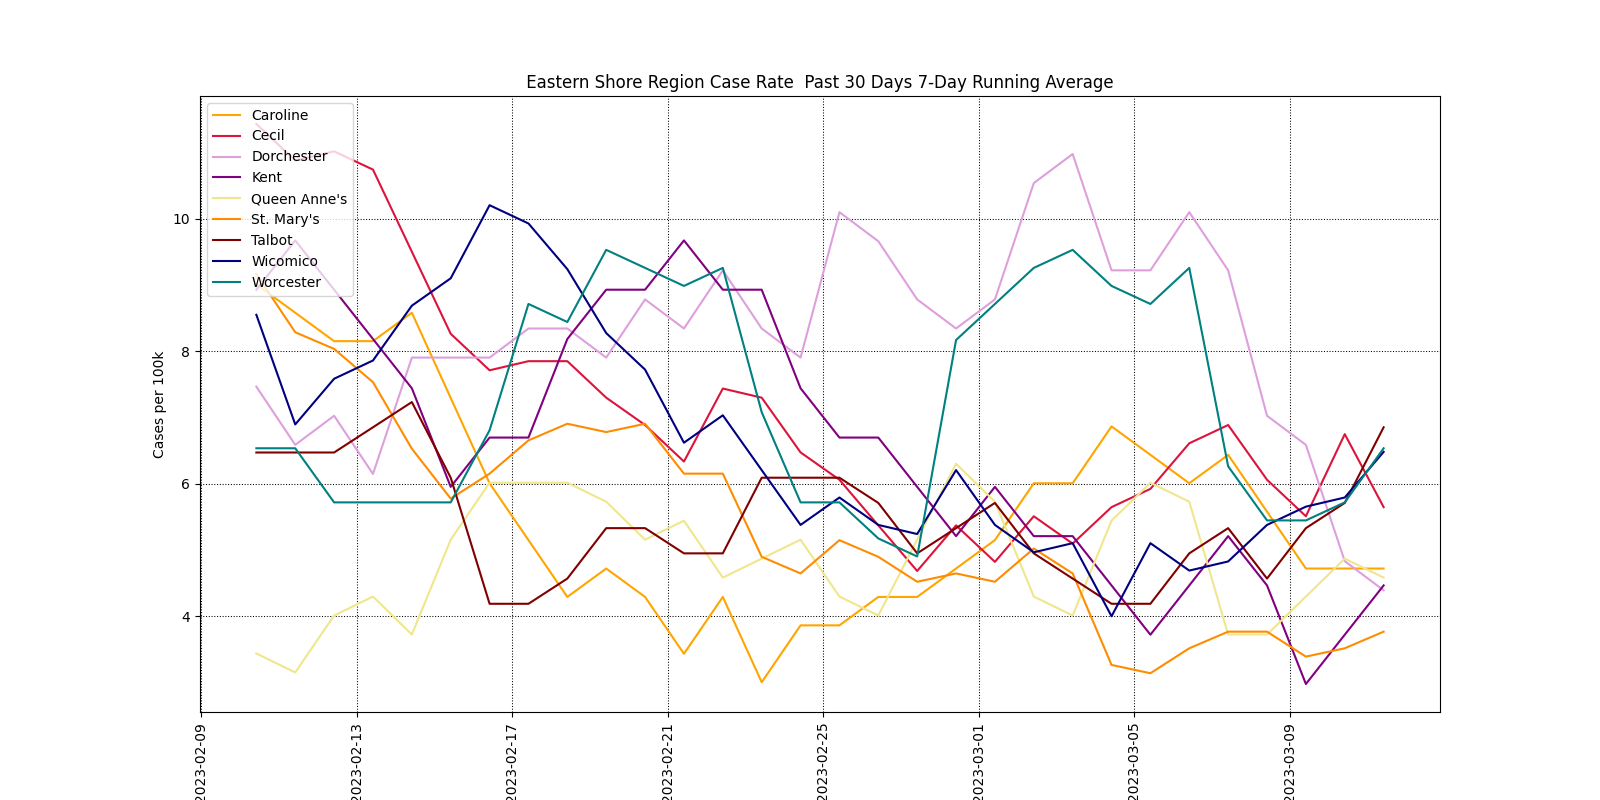 Eastern Shore Region Case Rate  Past 30 Days 7-Day Running Average
Caroline
Cecil
Dorchester
Kent
Queen Anne's
St. Mary's
Talbot
Wicomico
Worcester
Cases per 100k
10
8
6
4
2023-02-09
2023-02-13
2023-02-17
2023-02-21
2023-02-25
2023-03-01
2023-03-05
2023-03-09